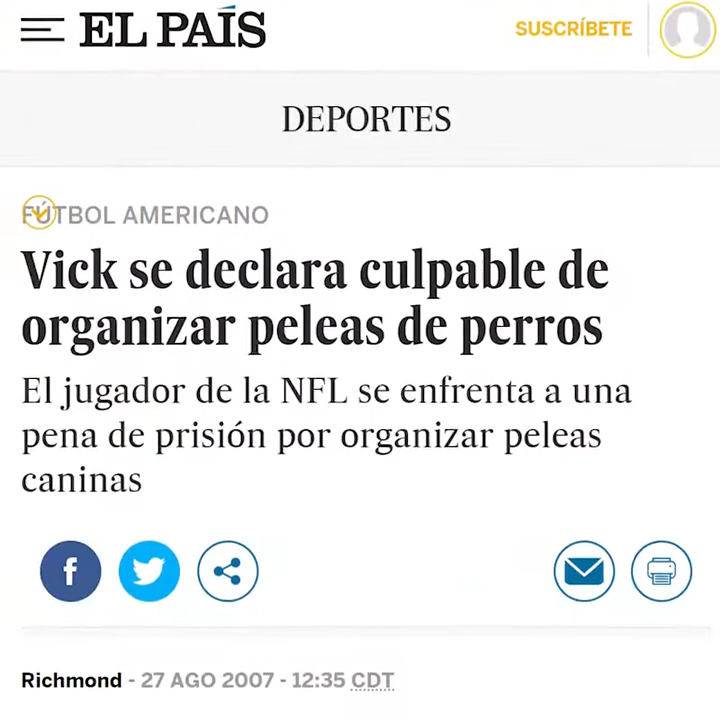 EL PAÍS
SUSCRÍBETE
DEPORTES
FÚTBOL AMERICANO
Vick se declara culpable de
organizar peleas de perros
El jugador de la NFL se enfrenta a una
pena de prisión por organizar peleas
caninas
Richmond - 27 AGO 2007 - 12:35 CDT